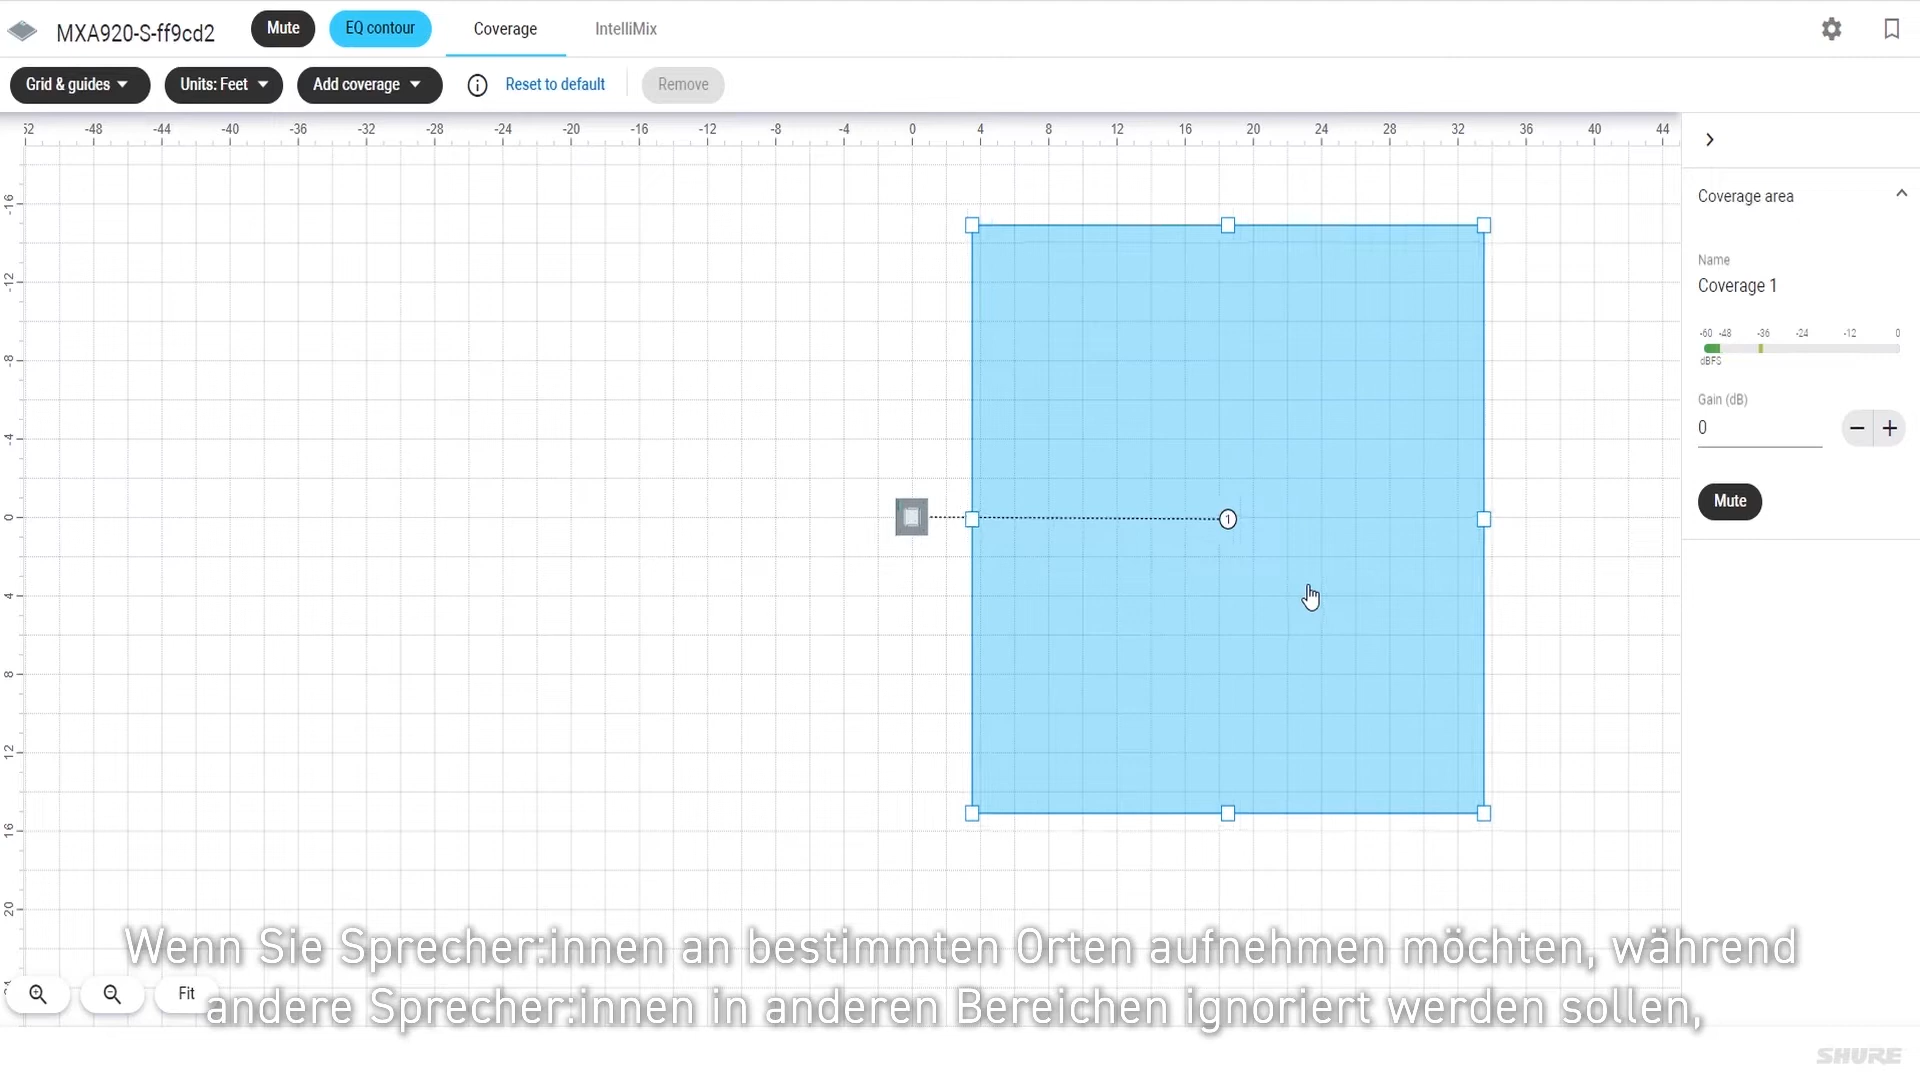 MXA920-S-ff9cd2
Mute
EQ contour
Coverage
IntelliMix
Grid & guides
Units: Feet
Add coverage
Reset to default
Remove
52 -48 -44 -40 -36 -32 -28 -24 -20 -16 -12 -8 -4 0 4 8 12 16 20 24 28 32 36 40 44
-16
-12
-8
-4
0
4
8
12
16
20
1
Coverage area
Name
Coverage 1
-60 -48 -36 -24 -12 0
dBFS
Gain (dB)
0
Mute
Wenn Sie Sprecher:innen an bestimmten Orten aufnehmen möchten, während
andere Sprecher:innen in anderen Bereichen ignoriert werden sollen,
Fit
SHURE